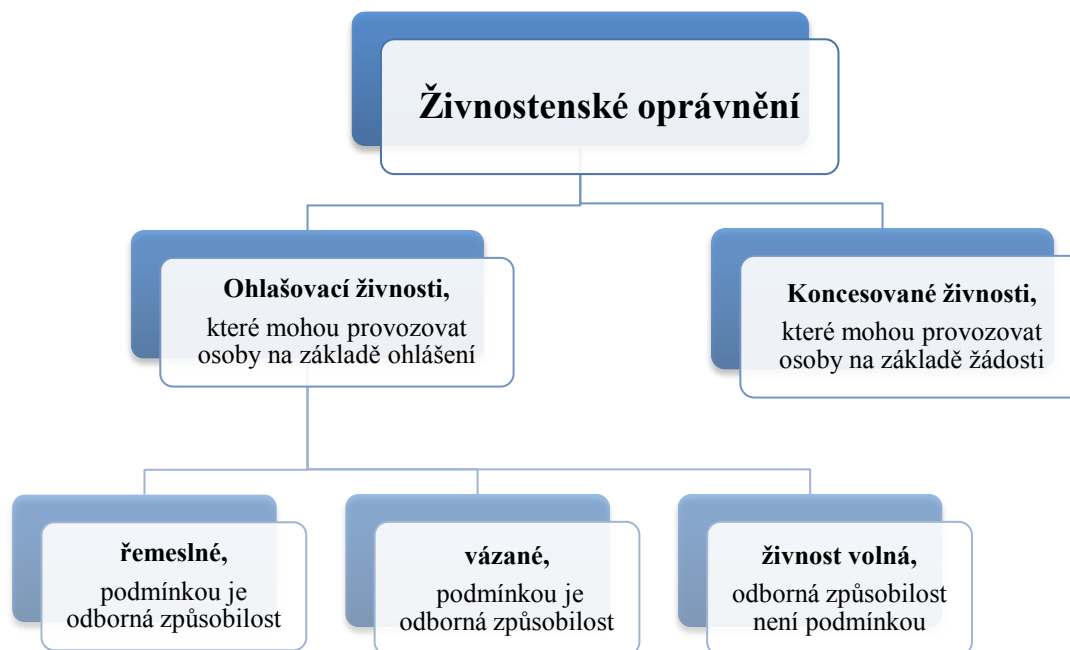 Živnostenské oprávnění
Ohlašovací živnosti,
které mohou provozovat
osoby na základě ohlášení
Koncesované živnosti,
které mohou provozovat
osoby na základě žádosti
řemeslné,
podmínkou je
odborná způsobilost
vázané,
podmínkou je
odborná způsobilost
živnost volná,
odborná způsobilost
není podmínkou